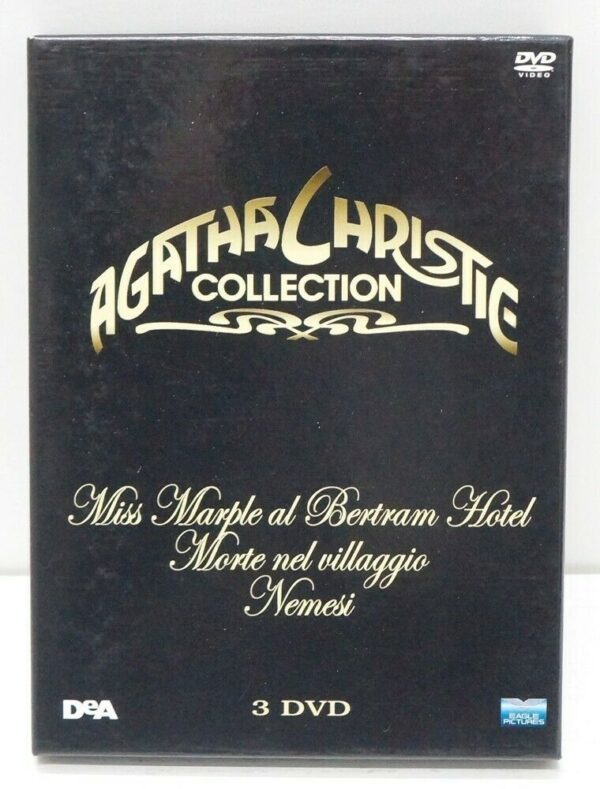 DVD
VIDEO
AGATHA CHRISTIE
COLLECTION
Miss Marple al Bertram Hotel
Morte nel villaggio
Nemesi
DeA
3 DVD
EAGLE
PICTURES